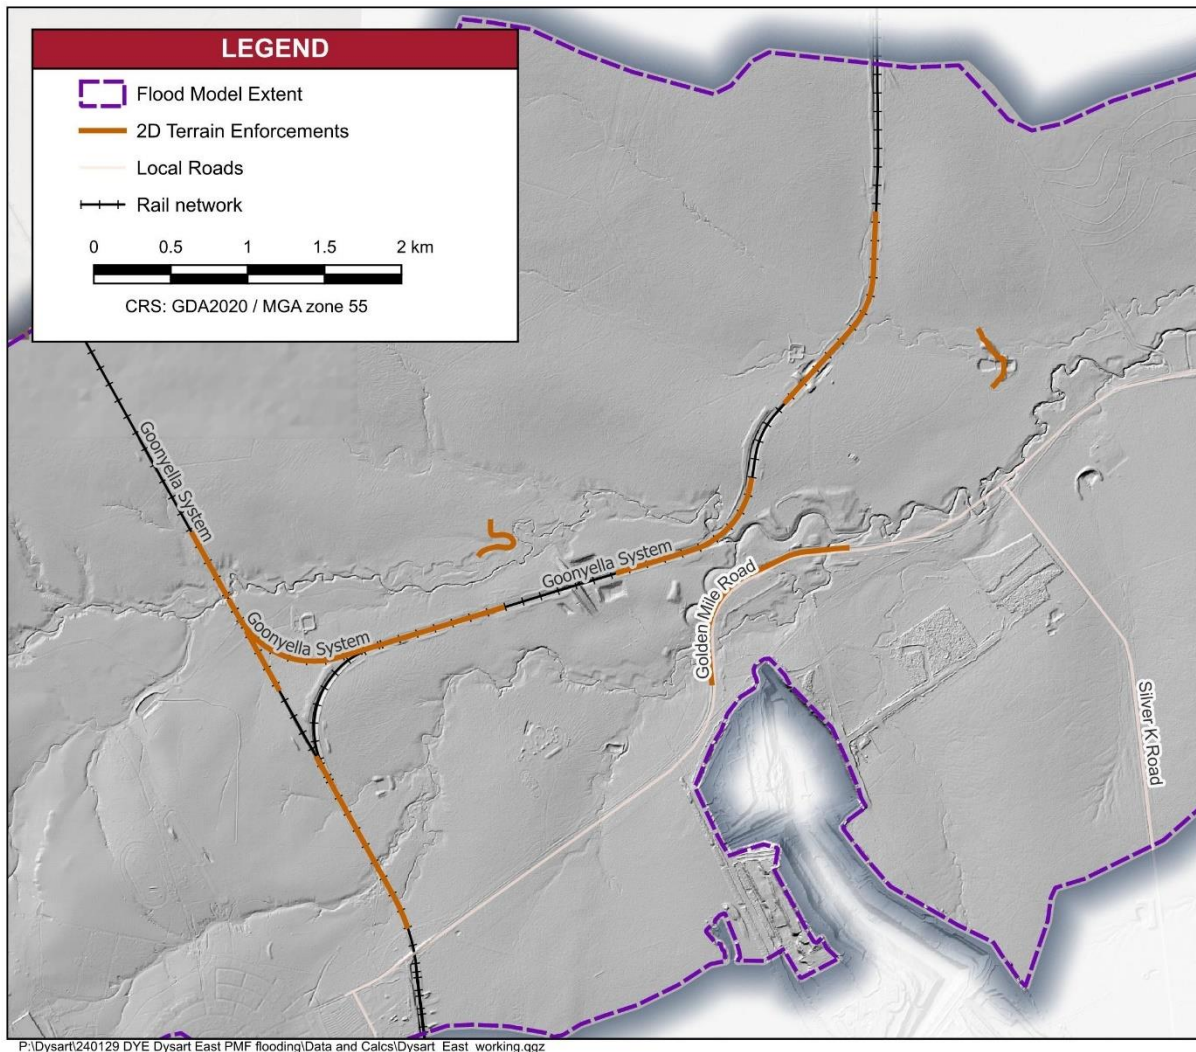 LEGEND
Flood Model Extent
2D Terrain Enforcements
Local Roads
Rail network
0 0.5 1 1.5 2 km
CRS: GDA2020 / MGA zone 55
Goonyella System
Goonyella System
Goonyella System
Golden Mile Road
Silver K Road
P:\Dysart\240129 DYE Dysart East PMF flooding\Data and Calcs\Dysart_East_working.qgz